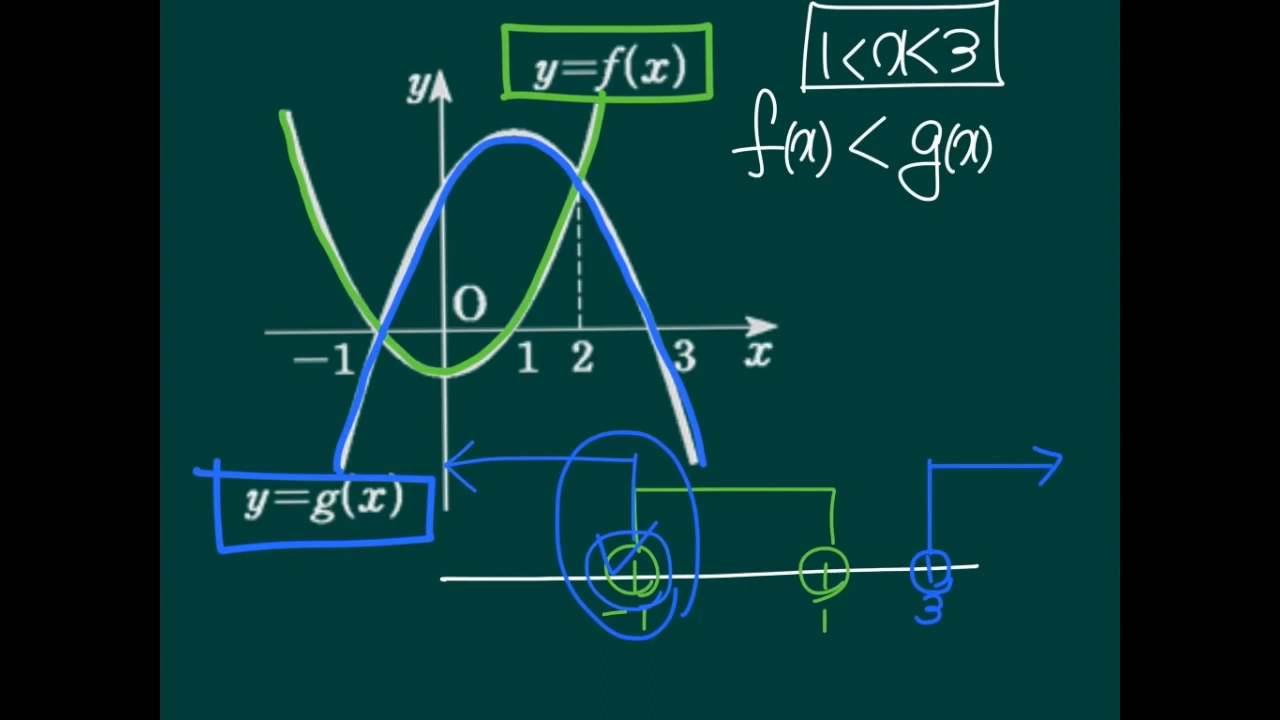 y=f(x)
1<x<3
y
f(x) < g(x)
O
−1
1
2
3
x
y=g(x)
−1
1
3